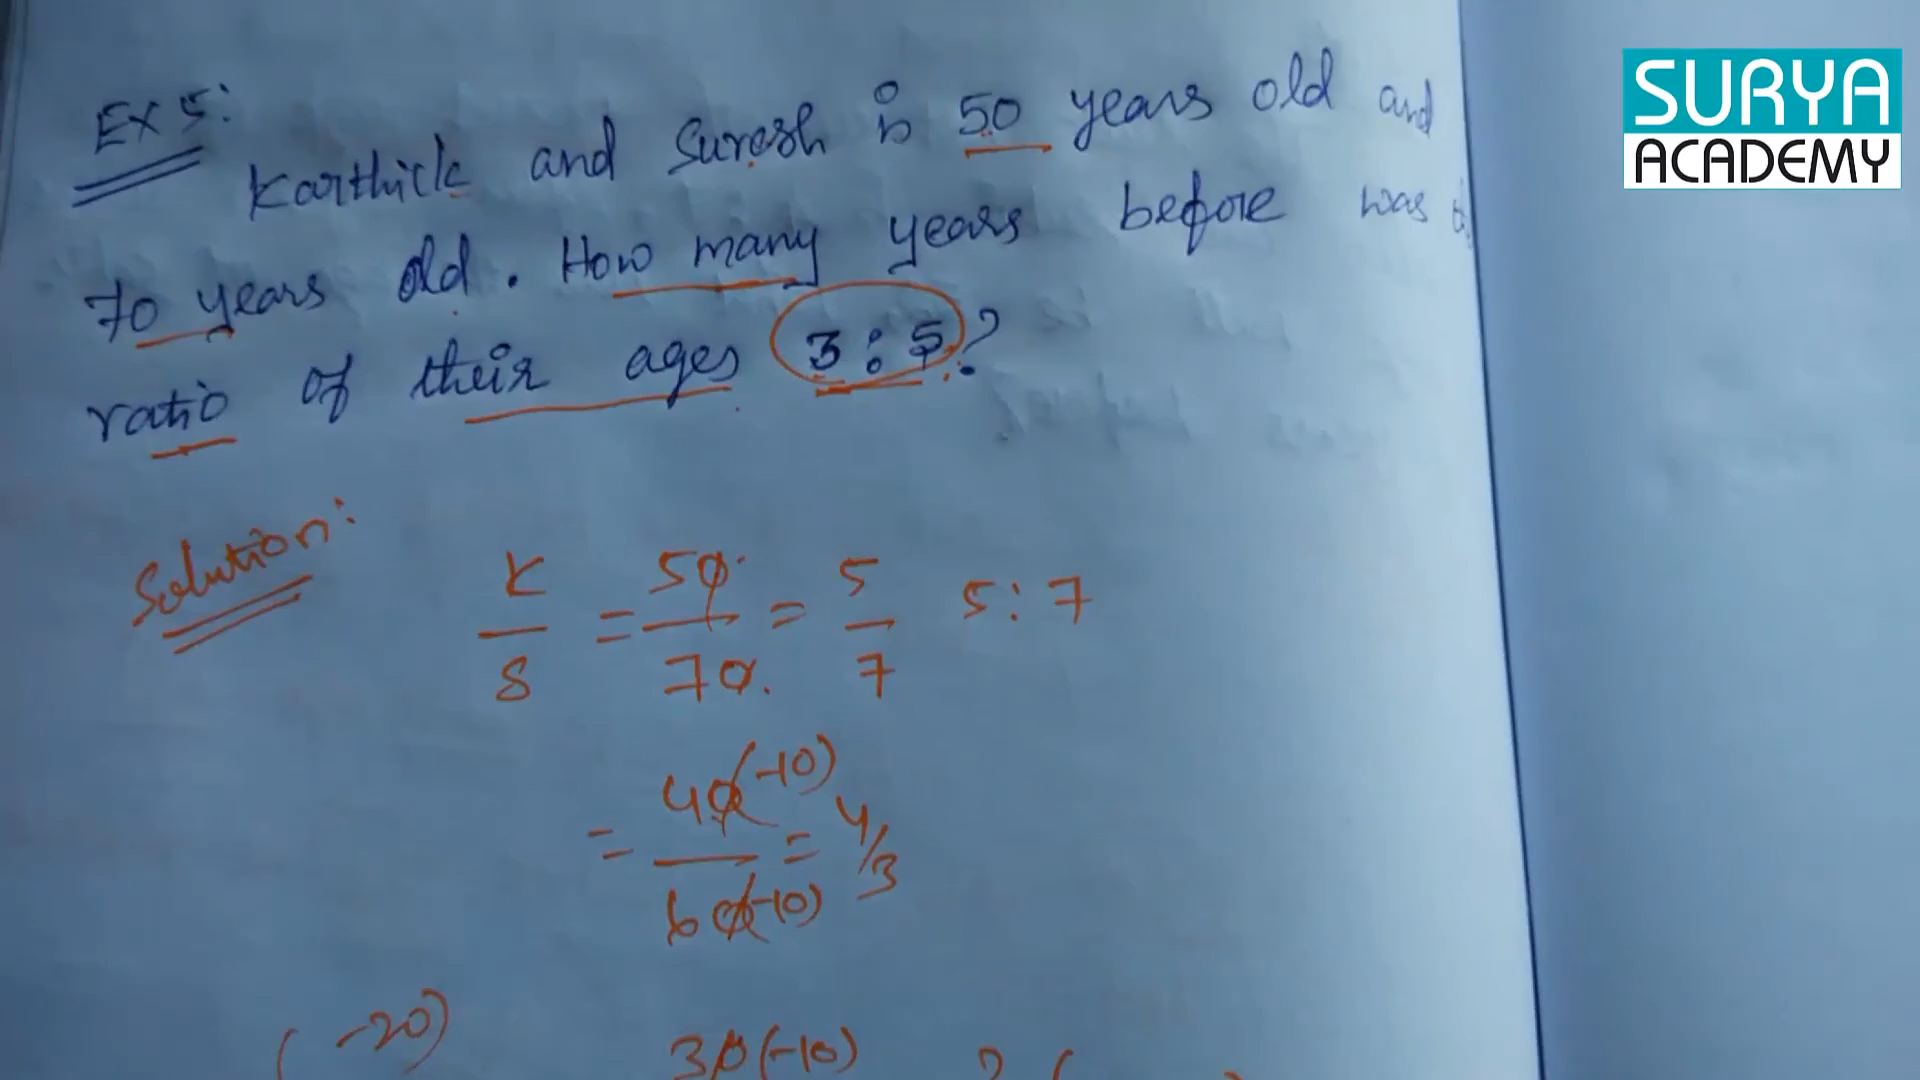 SURYA
ACADEMY
Ex 5:
Karthick and Suresh is 50 years old and
70 years old. How many years before was
ratio of their ages 3:5?
Solution:
K/S = 50/70 = 5/7 5:7
= 40(-10)/60(-10) = 4/3
(-20) 30(-10)